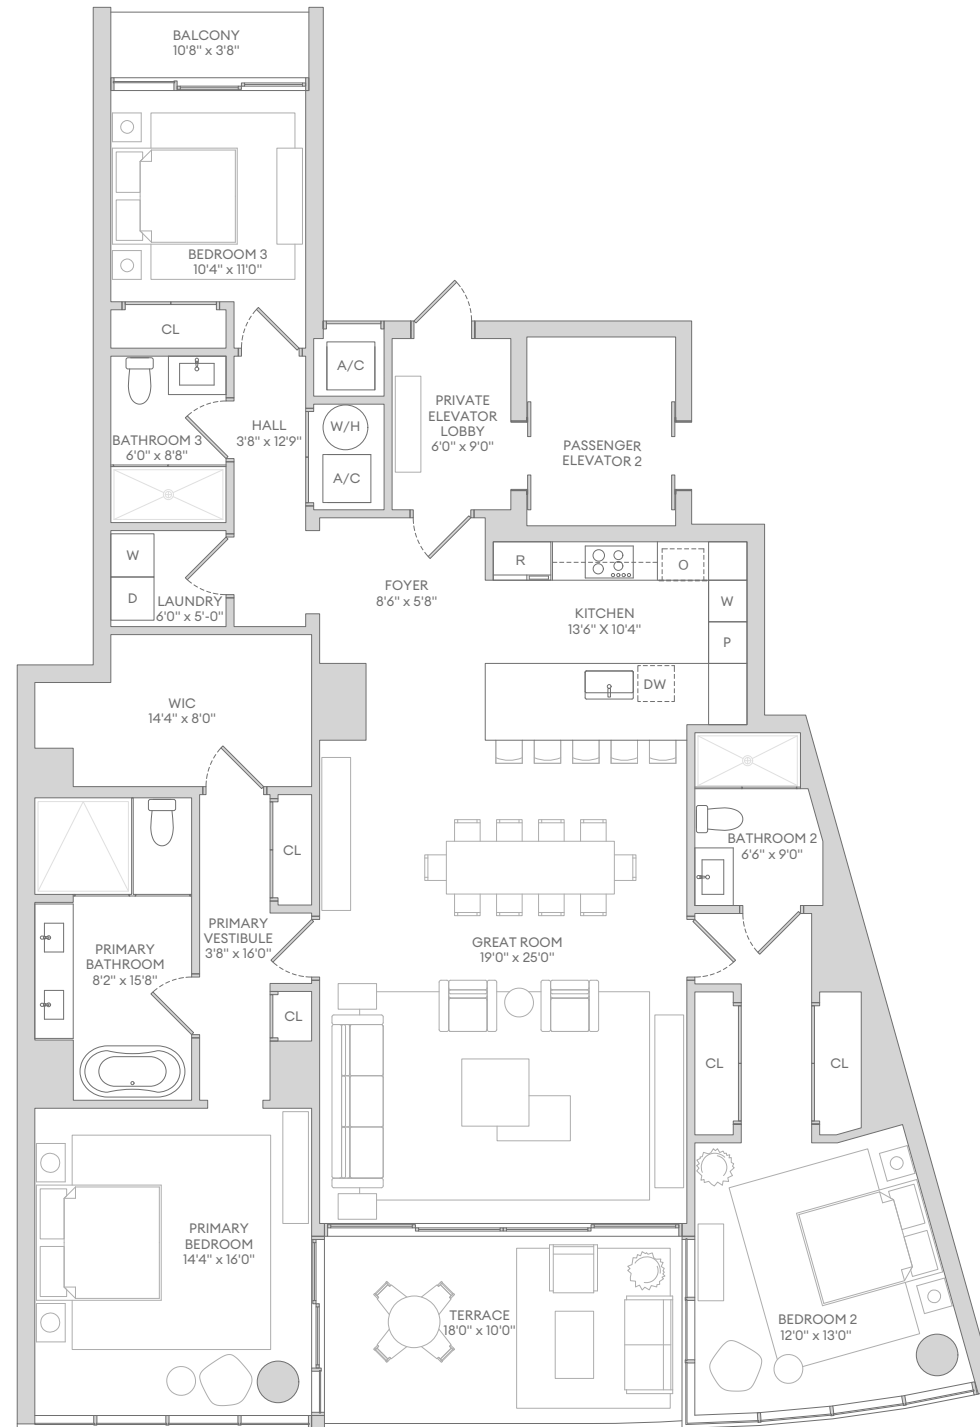 BALCONY
10'8" x 3'8"
BEDROOM 3
10'4" x 11'0"
CL
A/C
W/H
A/C
HALL
3'8" x 12'9"
BATHROOM 3
6'0" x 8'8"
PRIVATE
ELEVATOR
LOBBY
6'0" x 9'0"
PASSENGER
ELEVATOR 2
W
D
LAUNDRY
6'0" x 5'-0"
FOYER
8'6" x 5'8"
R
O
W
P
KITCHEN
13'6" X 10'4"
DW
WIC
14'4" x 8'0"
CL
BATHROOM 2
6'6" x 9'0"
PRIMARY
VESTIBULE
3'8" x 16'0"
PRIMARY
BATHROOM
8'2" x 15'8"
GREAT ROOM
19'0" x 25'0"
CL
CL
CL
PRIMARY
BEDROOM
14'4" x 16'0"
TERRACE
18'0" x 10'0"
BEDROOM 2
12'0" x 13'0"